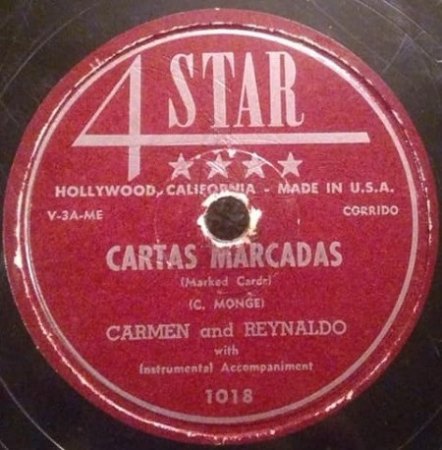 4 STAR
HOLLYWOOD, CALIFORNIA - MADE IN U.S.A.
V-3A-ME
CORRIDO
CARTAS MARCADAS
(Marked Cards)
(C. MONGE)
CARMEN and REYNALDO
with
Instrumental Accompaniment
1018